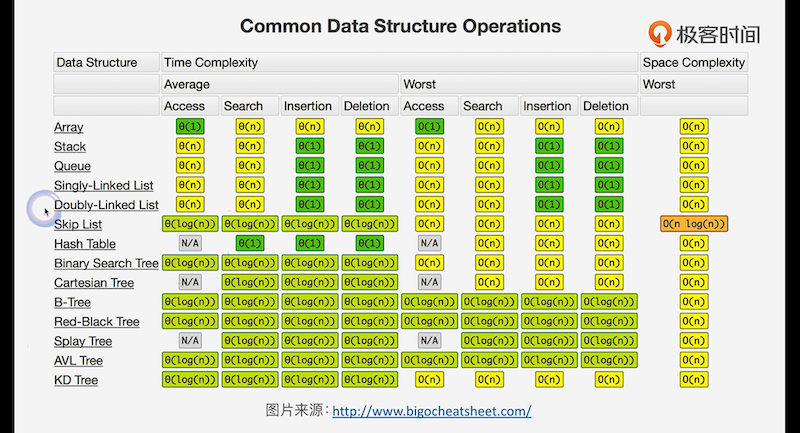 Common Data Structure Operations
极客时间
Data Structure Time Complexity Space Complexity
Average Worst Worst
Access Search Insertion Deletion Access Search Insertion Deletion
Array Θ(1) Θ(n) Θ(n) Θ(n) O(1) O(n) O(n) O(n) O(n)
Stack Θ(n) Θ(n) Θ(1) Θ(1) O(n) O(n) O(1) O(1) O(n)
Queue Θ(n) Θ(n) Θ(1) Θ(1) O(n) O(n) O(1) O(1) O(n)
Singly-Linked List Θ(n) Θ(n) Θ(1) Θ(1) O(n) O(n) O(1) O(1) O(n)
Doubly-Linked List Θ(n) Θ(n) Θ(1) Θ(1) O(n) O(n) O(1) O(1) O(n)
Skip List Θ(log(n)) Θ(log(n)) Θ(log(n)) Θ(log(n)) O(n) O(n) O(n) O(n) O(n log(n))
Hash Table N/A Θ(1) Θ(1) Θ(1) N/A O(n) O(n) O(n) O(n)
Binary Search Tree Θ(log(n)) Θ(log(n)) Θ(log(n)) Θ(log(n)) O(n) O(n) O(n) O(n) O(n)
Cartesian Tree N/A Θ(log(n)) Θ(log(n)) Θ(log(n)) N/A O(n) O(n) O(n) O(n)
B-Tree Θ(log(n)) Θ(log(n)) Θ(log(n)) Θ(log(n)) O(log(n)) O(log(n)) O(log(n)) O(log(n)) O(n)
Red-Black Tree Θ(log(n)) Θ(log(n)) Θ(log(n)) Θ(log(n)) O(log(n)) O(log(n)) O(log(n)) O(log(n)) O(n)
Splay Tree N/A Θ(log(n)) Θ(log(n)) Θ(log(n)) N/A O(log(n)) O(log(n)) O(log(n)) O(n)
AVL Tree Θ(log(n)) Θ(log(n)) Θ(log(n)) Θ(log(n)) O(log(n)) O(log(n)) O(log(n)) O(log(n)) O(n)
KD Tree Θ(log(n)) Θ(log(n)) Θ(log(n)) Θ(log(n)) O(n) O(n) O(n) O(n) O(n)
图片来源：http://www.bigocheatsheet.com/